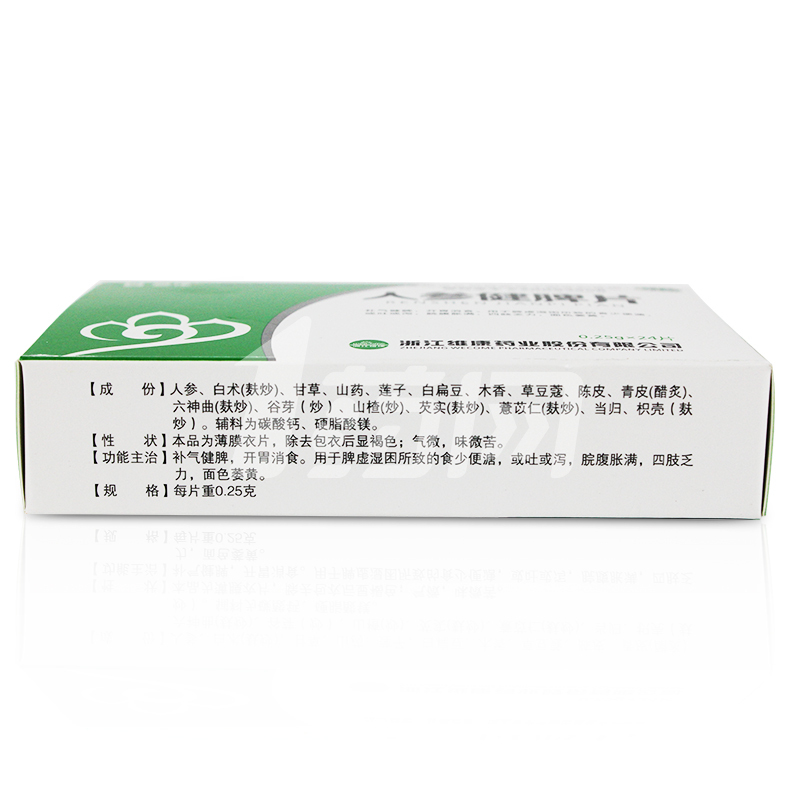 人参健脾片
RENSHEN JIANPI PIAN
0.25g×24片
浙江维康药业股份有限公司
ZHEJIANG WECOME PHARMACEUTICAL COMPANY LIMITED
【成　份】人参、白术(麸炒)、甘草、山药、莲子、白扁豆、木香、草豆蔻、陈皮、青皮(醋炙)、
六神曲(麸炒)、谷芽(炒)、山楂(炒)、芡实(麸炒)、薏苡仁(麸炒)、当归、枳壳(麸
炒)。辅料为碳酸钙、硬脂酸镁。
【性　状】本品为薄膜衣片，除去包衣后显褐色；气微，味微苦。
【功能主治】补气健脾，开胃消食。用于脾虚湿困所致的食少便溏，或吐或泻，脘腹胀满，四肢乏
力，面色萎黄。
【规　格】每片重0.25克